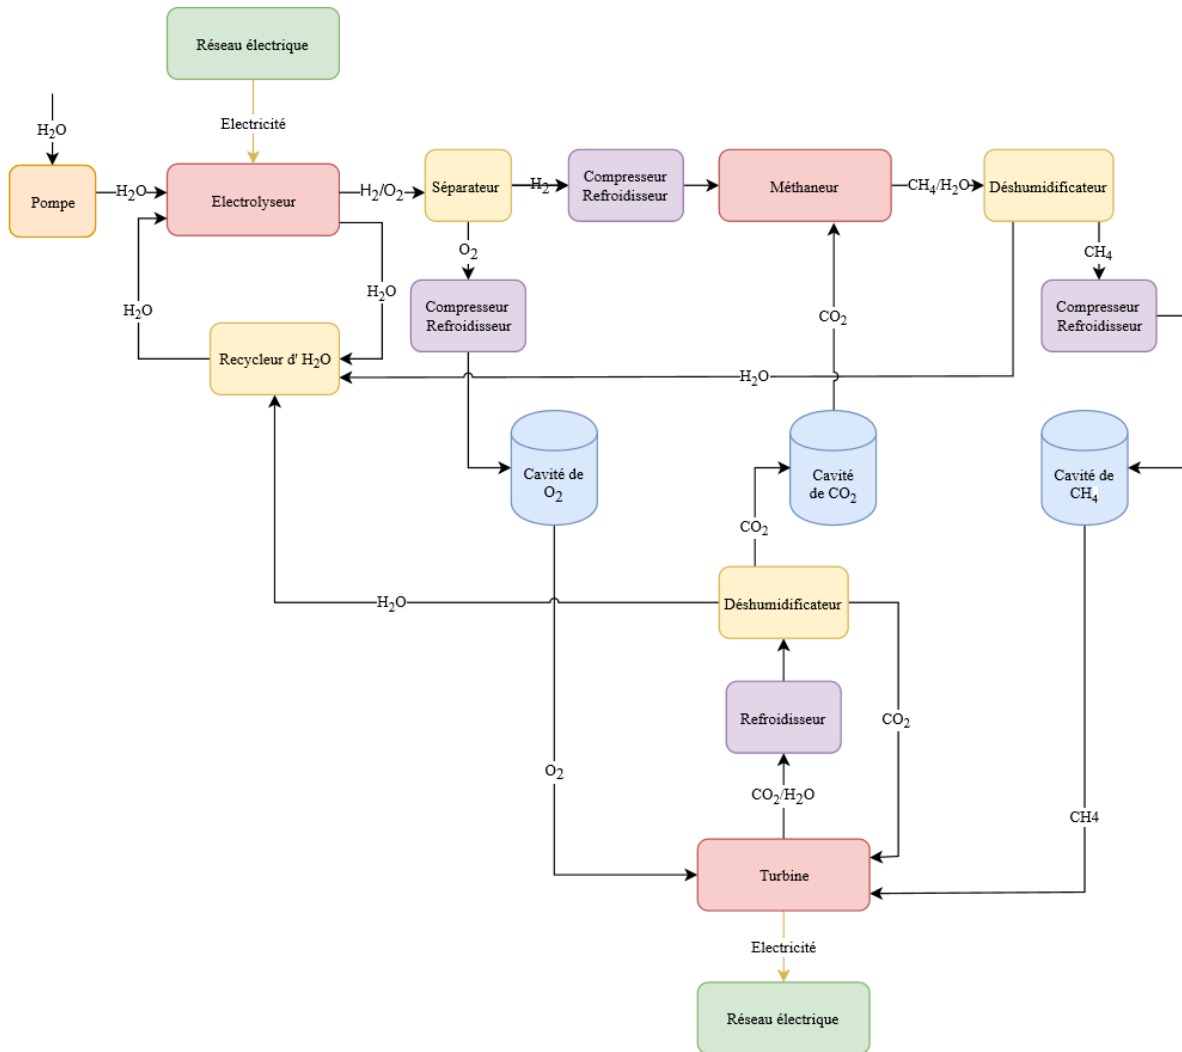 Réseau électrique
Electricité
H2O
Pompe
H2O
Electrolyseur
H2/O2
Séparateur
H2
Compresseur
Refroidisseur
Méthaneur
CH4/H2O
Déshumidificateur
O2
CH4
H2O
H2O
Compresseur
Refroidisseur
CO2
Compresseur
Refroidisseur
Recycleur d' H2O
H2O
Cavité de
O2
Cavité
de CO2
Cavité de
CH4
CO2
H2O
Déshumidificateur
Refroidisseur
CO2
O2
CO2/H2O
CH4
Turbine
Electricité
Réseau électrique